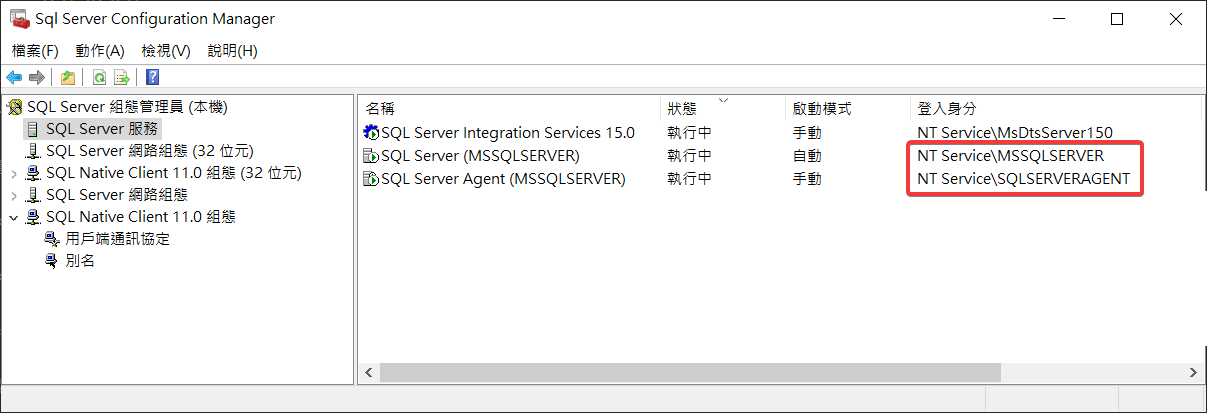 Sql Server Configuration Manager
檔案(F) 動作(A) 檢視(V) 說明(H)
SQL Server 組態管理員 (本機)
SQL Server 服務
SQL Server 網路組態 (32 位元)
SQL Native Client 11.0 組態 (32 位元)
SQL Server 網路組態
SQL Native Client 11.0 組態
用戶端通訊協定
別名
名稱 狀態 啟動模式 登入身分
SQL Server Integration Services 15.0 執行中 手動 NT Service\MsDtsServer150
SQL Server (MSSQLSERVER) 執行中 自動 NT Service\MSSQLSERVER
SQL Server Agent (MSSQLSERVER) 執行中 手動 NT Service\SQLSERVERAGENT